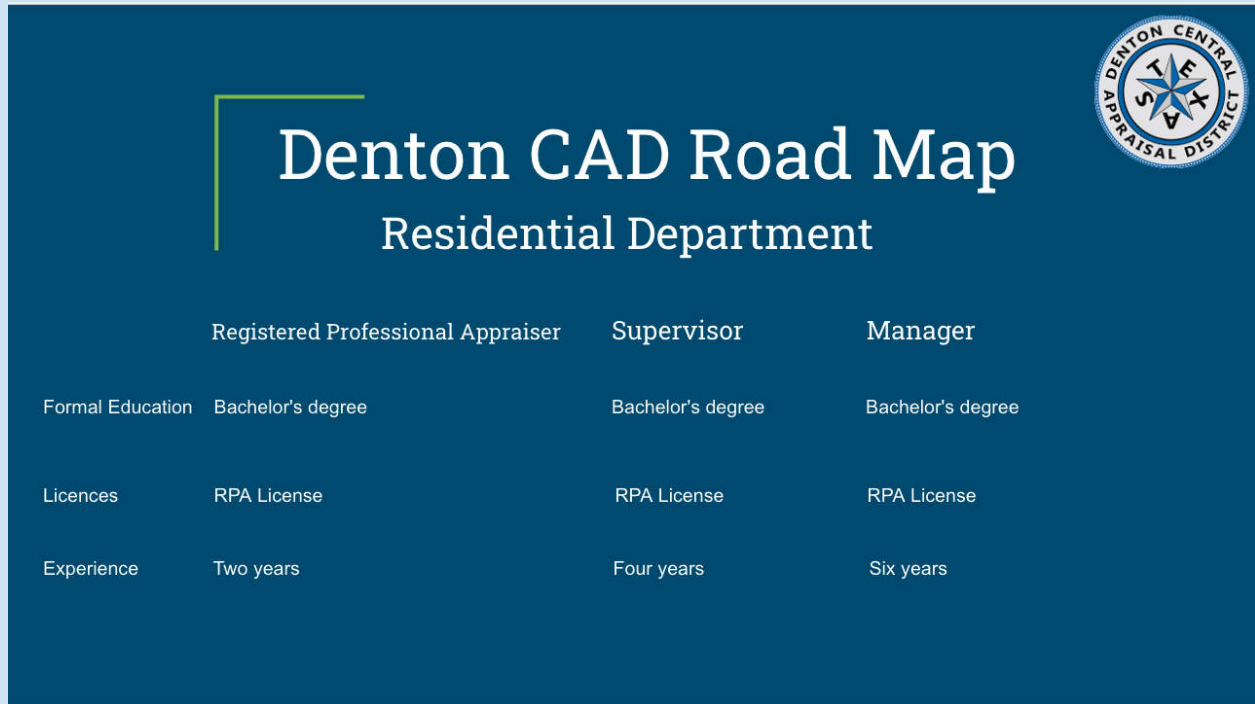 DENTON CENTRAL
APPRAISAL DISTRICT
TEXAS
Denton CAD Road Map
Residential Department
Registered Professional Appraiser Supervisor Manager
Formal Education Bachelor's degree Bachelor's degree Bachelor's degree
Licences RPA License RPA License RPA License
Experience Two years Four years Six years